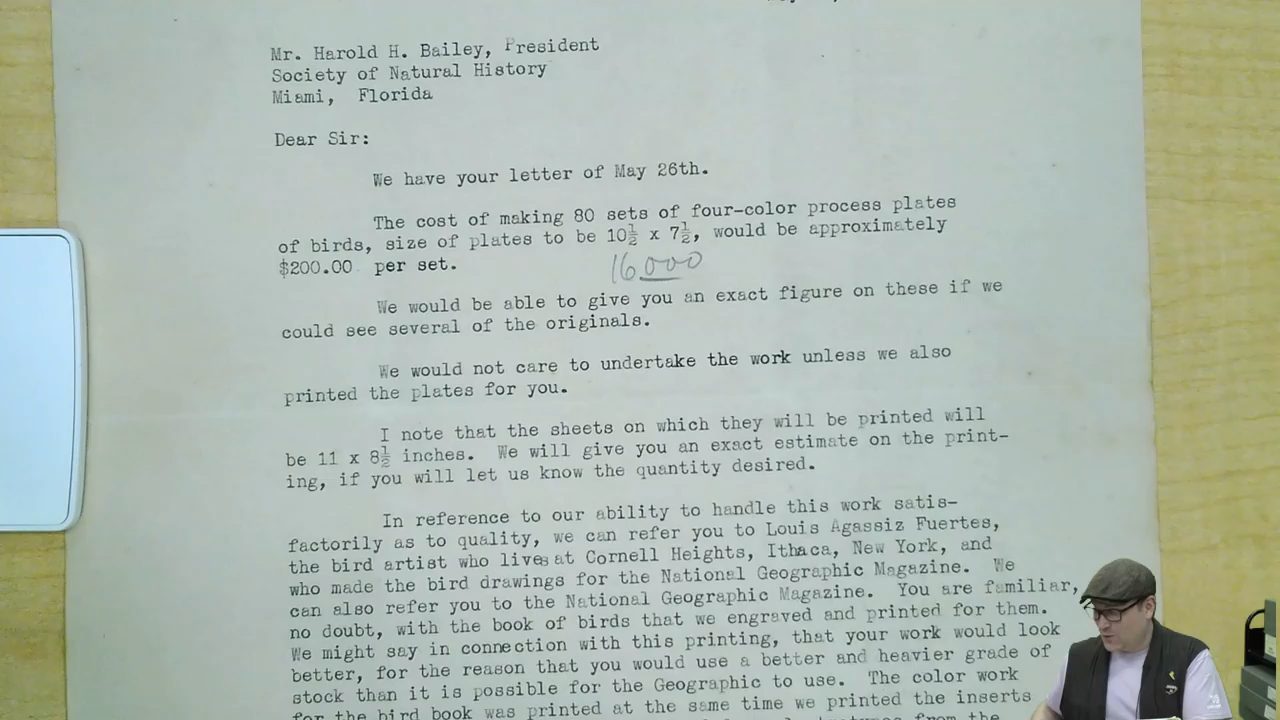 Mr. Harold H. Bailey, President
Society of Natural History
Miami, Florida
Dear Sir:
We have your letter of May 26th.
The cost of making 80 sets of four-color process plates
of birds, size of plates to be 10½ x 7½, would be approximately
$200.00 per set.
16000
We would be able to give you an exact figure on these if we
could see several of the originals.
We would not care to undertake the work unless we also
printed the plates for you.
I note that the sheets on which they will be printed will
be 11 x 8½ inches. We will give you an exact estimate on the print-
ing, if you will let us know the quantity desired.
In reference to our ability to handle this work satis-
factorily as to quality, we can refer you to Louis Agassiz Fuertes,
the bird artist who lives at Cornell Heights, Ithaca, New York, and
who made the bird drawings for the National Geographic Magazine. We
can also refer you to the National Geographic Magazine. You are familiar,
no doubt, with the book of birds that we engraved and printed for them.
We might say in connection with this printing, that your work would look
better, for the reason that you would use a better and heavier grade of
stock than it is possible for the Geographic to use. The color work
for the bird book was printed at the same time we printed the inserts
from the